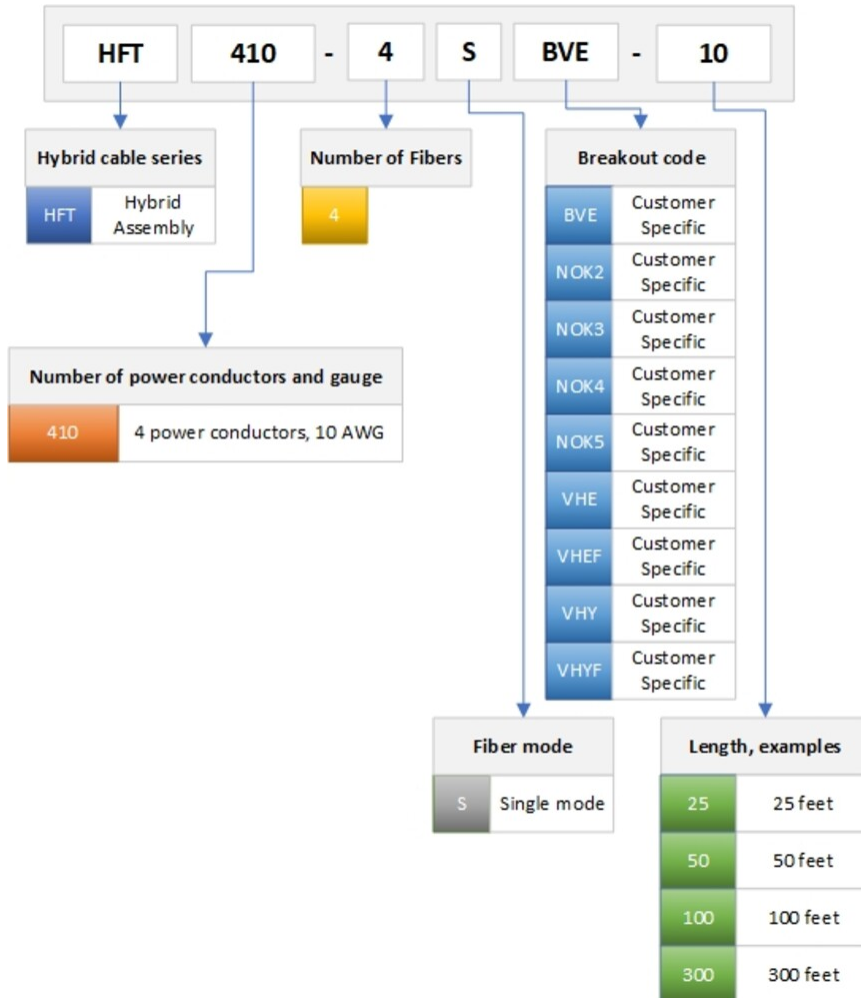 HFT 410 - 4 S BVE - 10
Hybrid cable series
HFT Hybrid
Assembly
Number of Fibers
4
Breakout code
BVE Customer
Specific
NOK2 Customer
Specific
NOK3 Customer
Specific
NOK4 Customer
Specific
NOK5 Customer
Specific
VHE Customer
Specific
VHEF Customer
Specific
VHY Customer
Specific
VHYF Customer
Specific
Number of power conductors and gauge
410 4 power conductors, 10 AWG
Fiber mode
S Single mode
Length, examples
25 25 feet
50 50 feet
100 100 feet
300 300 feet